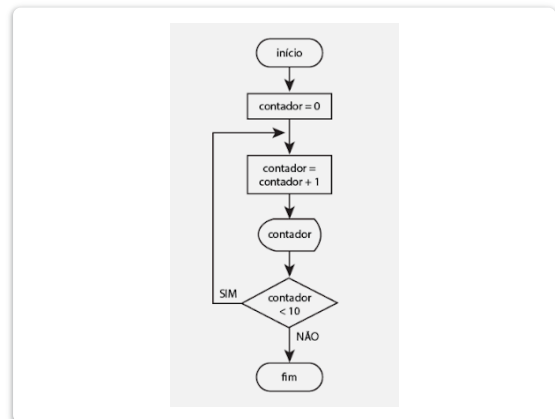 início
contador = 0
contador =
contador + 1
contador
SIM
contador
< 10
NÃO
fim